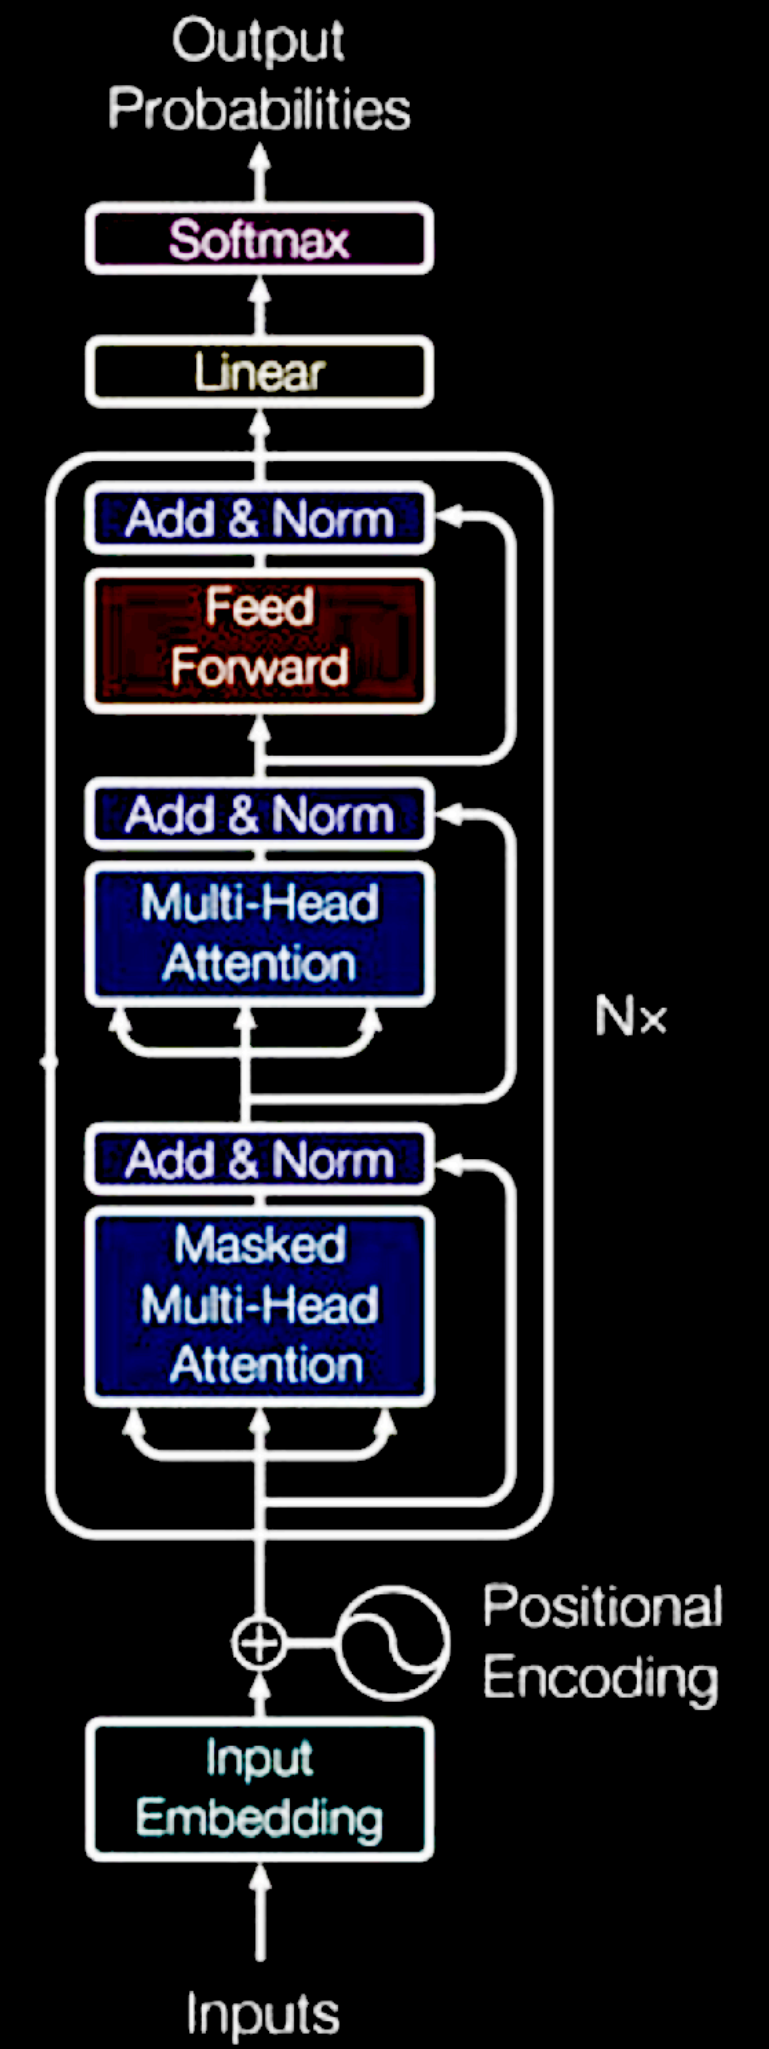 Output
Probabilities
Softmax
Linear
Add & Norm
Feed
Forward
Add & Norm
Multi-Head
Attention
N×
Add & Norm
Masked
Multi-Head
Attention
Positional
Encoding
Input
Embedding
Inputs